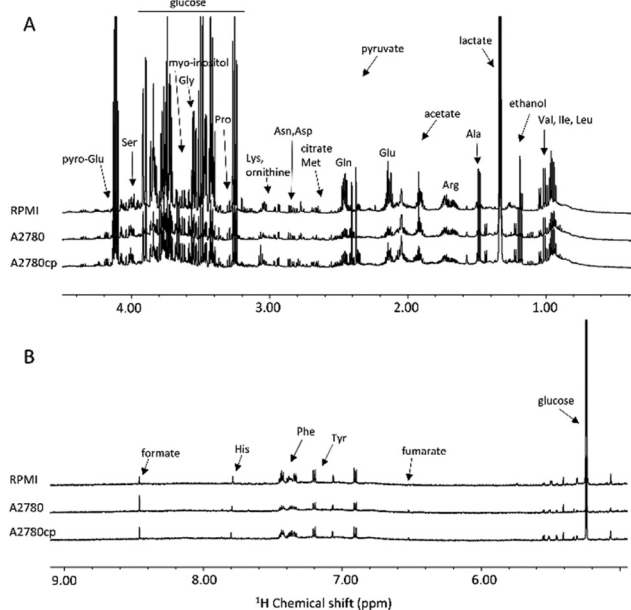 glucose
A
myo-inositol
Gly
Ser
Pro
pyro-Glu
Lys,
ornithine
Asn,Asp
citrate
Met
Gln
pyruvate
Glu
acetate
Arg
lactate
Ala
ethanol
Val, Ile, Leu
RPMI
A2780
A2780cp
4.00 3.00 2.00 1.00
B
glucose
formate
His
Phe
Tyr
fumarate
RPMI
A2780
A2780cp
9.00 8.00 7.00 6.00
¹H Chemical shift (ppm)